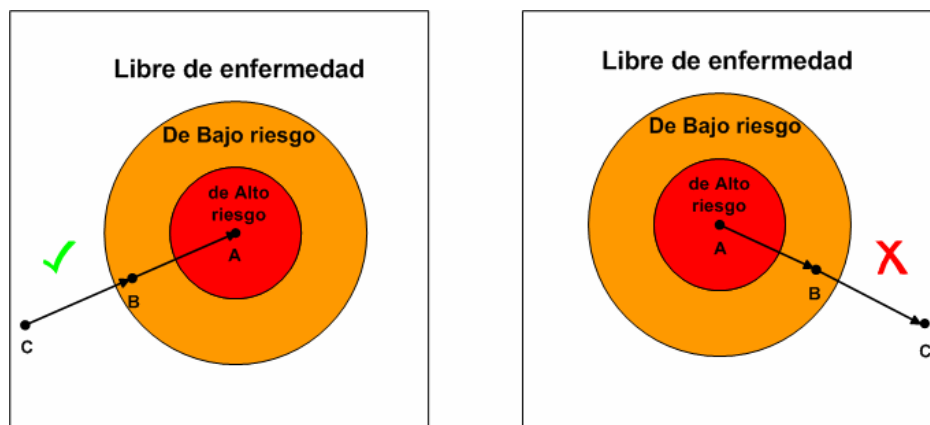 Libre de enfermedad
De Bajo riesgo
de Alto
riesgo
A
B
C
Libre de enfermedad
De Bajo riesgo
de Alto
riesgo
A
B
C